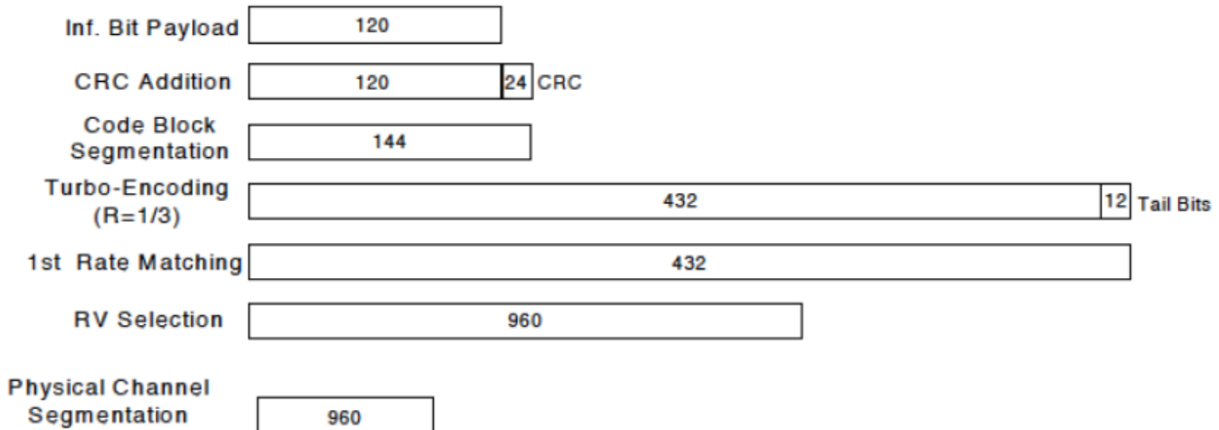 Inf. Bit Payload 120
CRC Addition 120 24 CRC
Code Block
Segmentation 144
Turbo-Encoding
(R=1/3) 432 12 Tail Bits
1st Rate Matching 432
RV Selection 960
Physical Channel
Segmentation 960